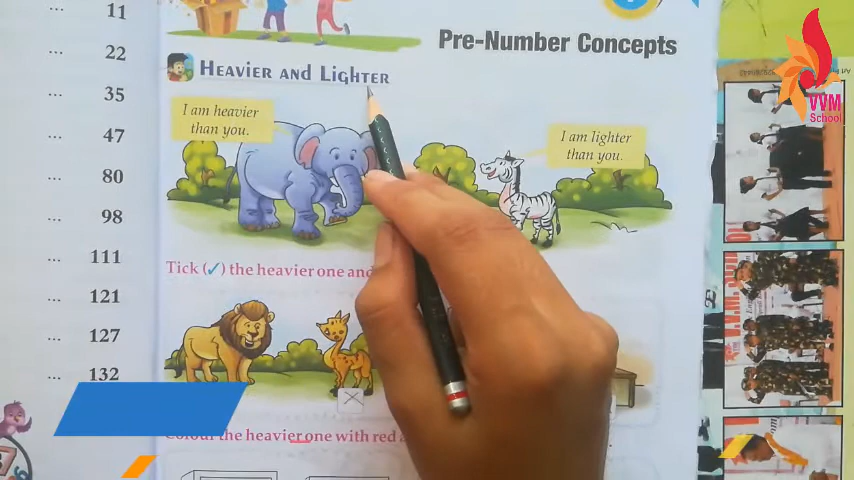 11
22
35
47
80
98
111
121
127
132
Pre-Number Concepts
HEAVIER AND LIGHTER
I am heavier
than you.
I am lighter
than you.
Tick (✓) the heavier one and
Colour the heavier one with red
VVM
School